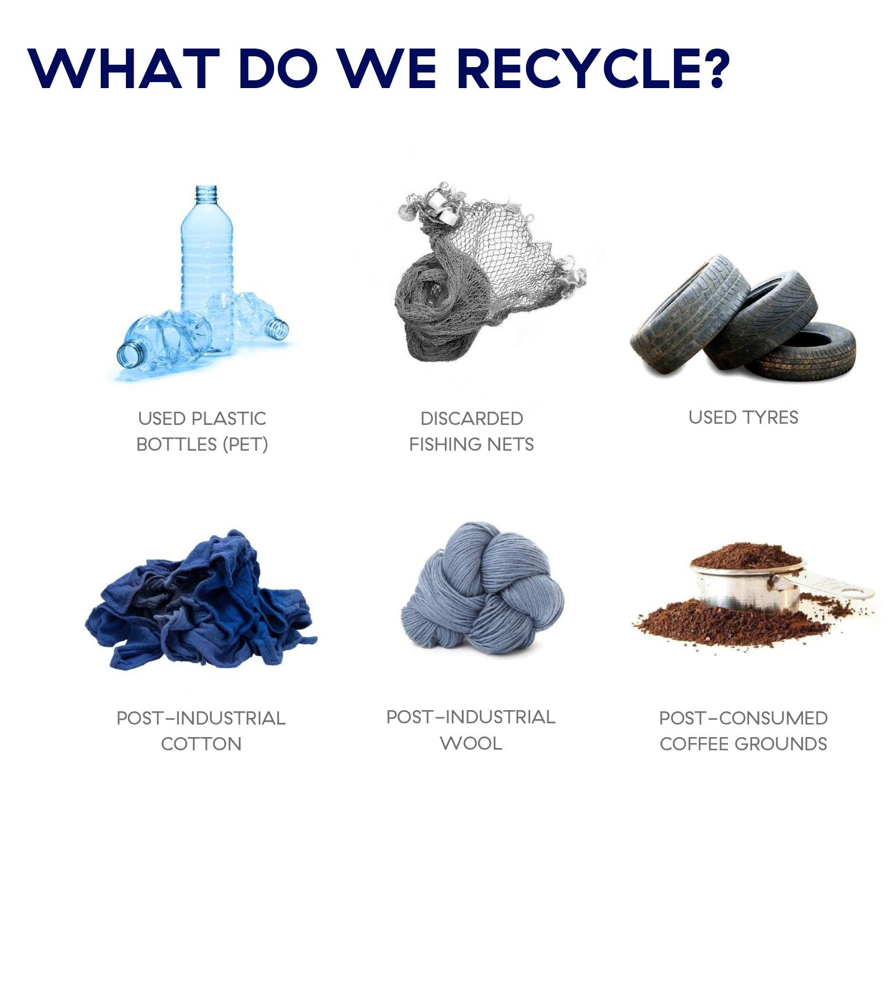 WHAT DO WE RECYCLE?
USED PLASTIC
BOTTLES (PET)
DISCARDED
FISHING NETS
USED TYRES
POST-INDUSTRIAL
COTTON
POST-INDUSTRIAL
WOOL
POST-CONSUMED
COFFEE GROUNDS